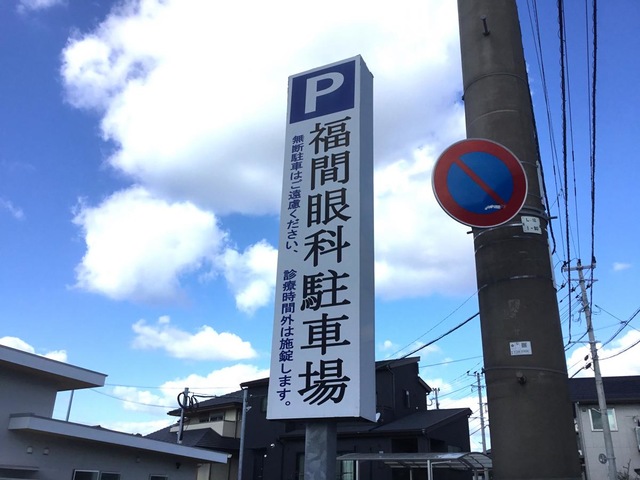 P
福間眼科駐車場
無断駐車はご遠慮ください、
診療時間外は施錠します。